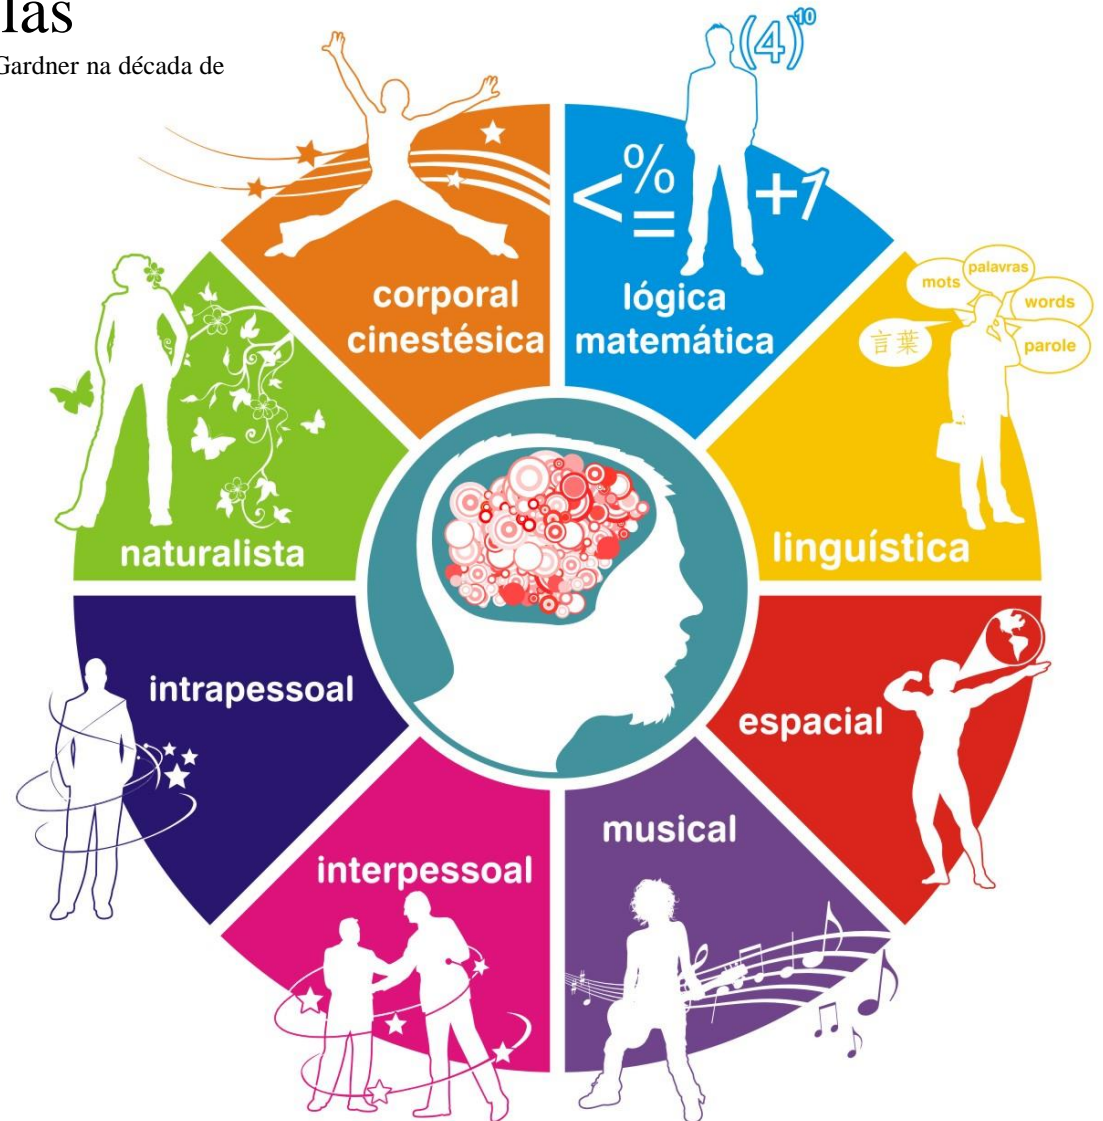 las
Gardner na década de
(4)¹⁰
<
%
=
+1
corporal
cinestésica
lógica
matemática
mots
palavras
words
言葉
parole
naturalista
linguística
intrapessoal
espacial
musical
interpessoal